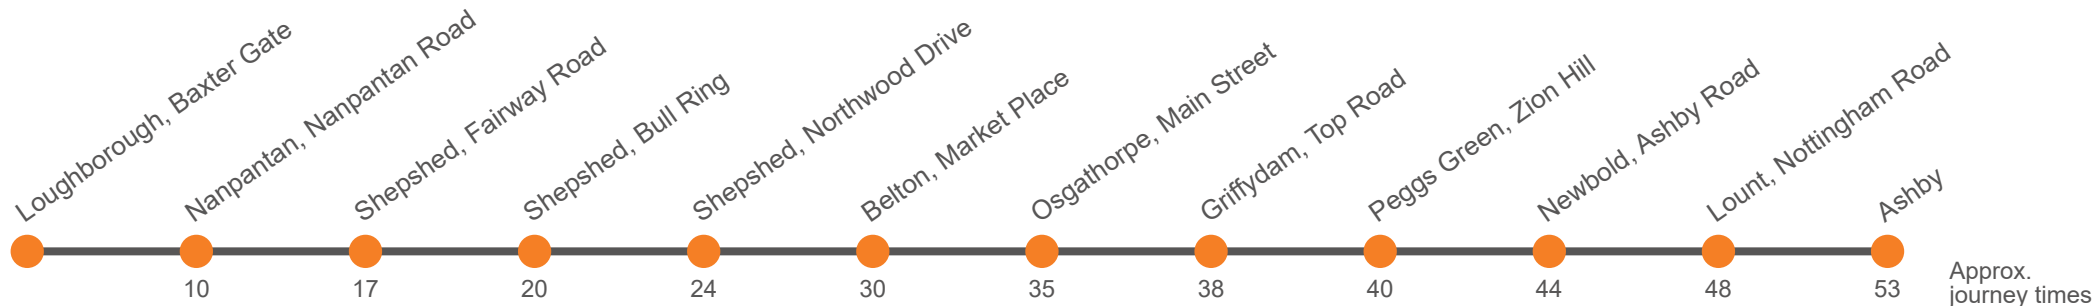 Loughborough, Baxter Gate
Nanpantan, Nanpantan Road
Shepshed, Fairway Road
Shepshed, Bull Ring
Shepshed, Northwood Drive
Belton, Market Place
Osgathorpe, Main Street
Griffydam, Top Road
Peggs Green, Zion Hill
Newbold, Ashby Road
Lount, Nottingham Road
Ashby
10 17 20 24 30 35 38 40 44 48 53
Approx.
journey times